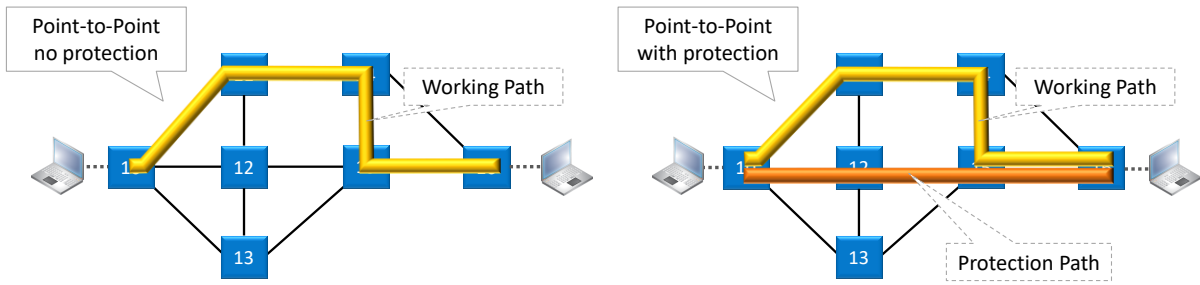 Point-to-Point
no protection
Working Path
12
13
Point-to-Point
with protection
Working Path
13
Protection Path